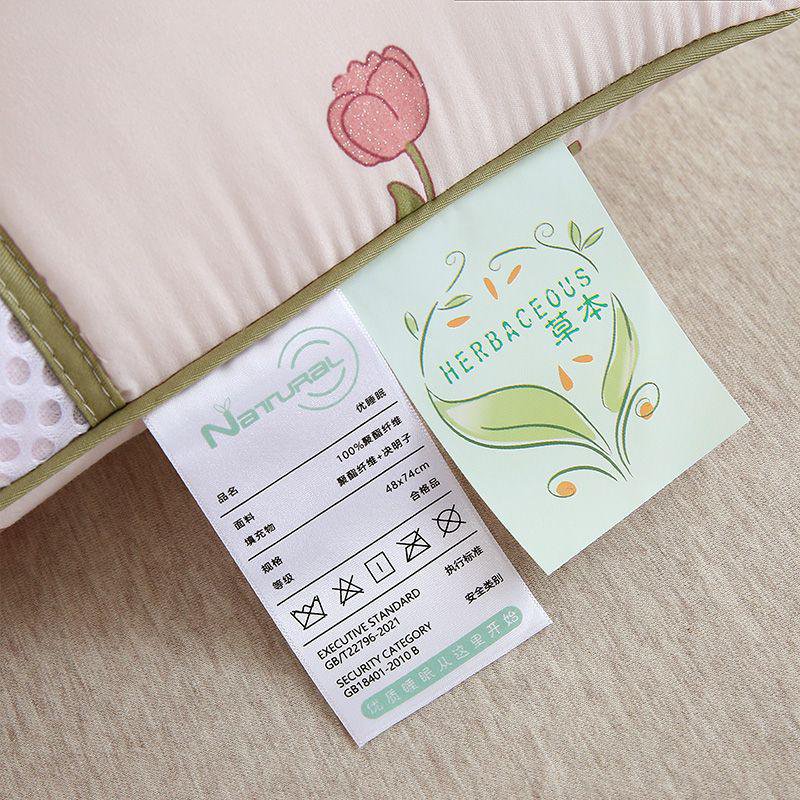 NATURAL
品名 优睡眠
面料 100%聚酯纤维
填充物 聚酯纤维+决明子
规格 48x74cm
等级 合格品
EXECUTIVE STANDARD 执行标准
GB/T22796-2021
SECURITY CATEGORY 安全类别
GB18401-2010 B
优质睡眠从这里开始
HERBACEOUS
草本